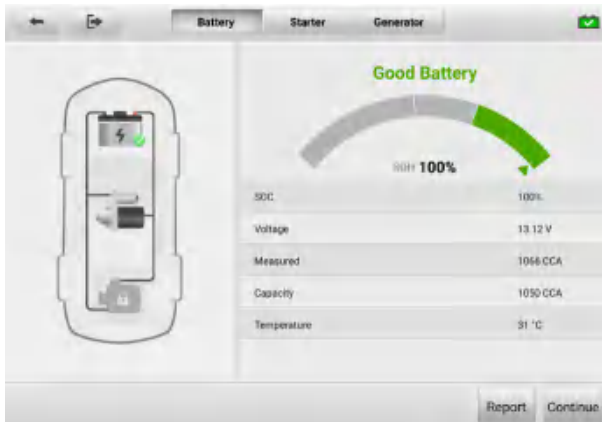 Battery Starter Generator
Good Battery
SOH 100%
SOC 100%
Voltage 13.12 V
Measured 1066 CCA
Capacity 1050 CCA
Temperature 31 °C
Report Continue